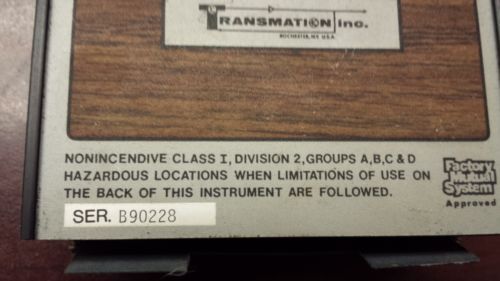 TRANSMATION Inc.
ROCHESTER, N.Y. U.S.A.
NONINCENDIVE CLASS I, DIVISION 2, GROUPS A, B, C & D
HAZARDOUS LOCATIONS WHEN LIMITATIONS OF USE ON
THE BACK OF THIS INSTRUMENT ARE FOLLOWED.
Factory
Mutual
System
Approved
SER. B90228